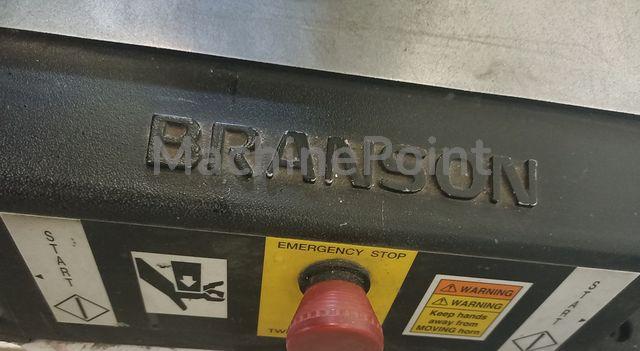 BRANSON
MachinePoint
START
EMERGENCY STOP
WARNING
WARNING
Keep hands
away from
MOVING horn
START